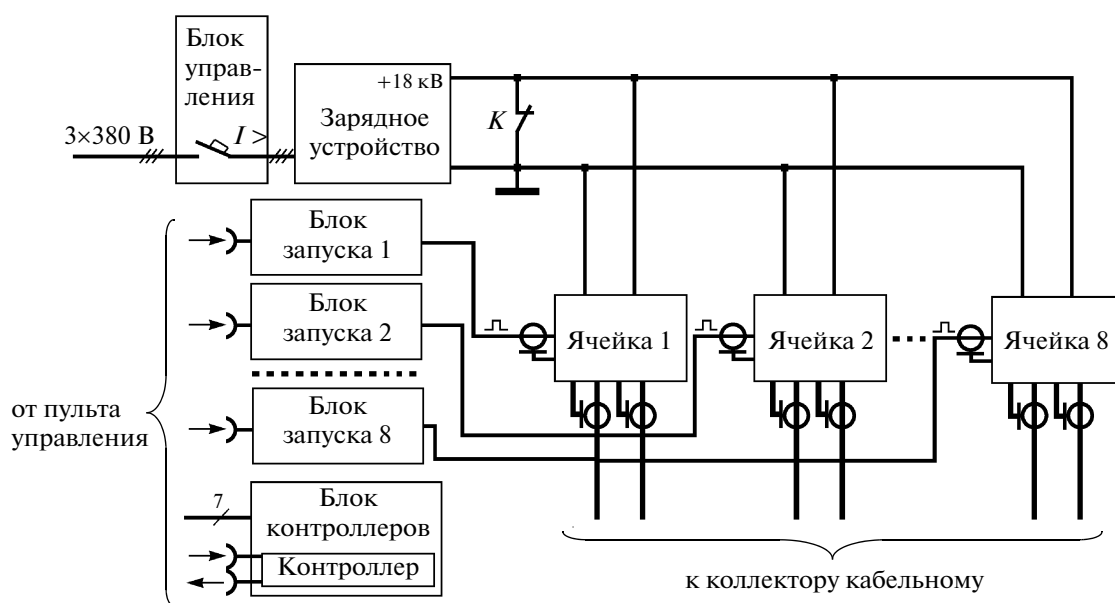 Блок
управ-
ления
3×380 В
I >
+18 кВ
Зарядное
устройство
K
Блок
запуска 1
Блок
запуска 2
Ячейка 1
Ячейка 2
Ячейка 8
от пульта
управления
Блок
запуска 8
7
Блок
контроллеров
Контроллер
к коллектору кабельному